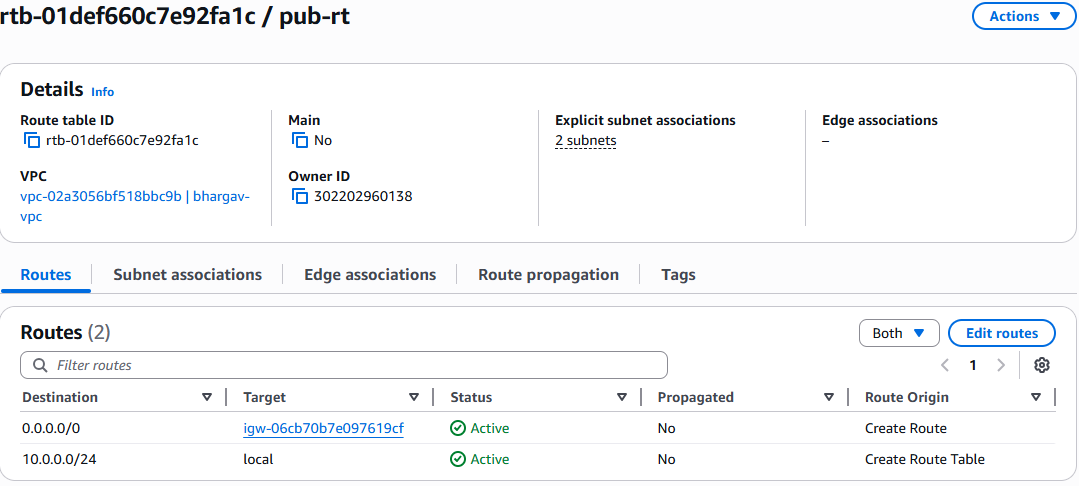 rtb-01def660c7e92fa1c / pub-rt
Actions
Details Info
Route table ID
rtb-01def660c7e92fa1c
Main
No
Explicit subnet associations
2 subnets
Edge associations
–
VPC
vpc-02a3056bf518bbc9b | bhargav-
vpc
Owner ID
302202960138
Routes
Subnet associations
Edge associations
Route propagation
Tags
Routes (2)
Both
Edit routes
Filter routes
1
Destination Target Status Propagated Route Origin
0.0.0.0/0 igw-06cb70b7e097619cf Active No Create Route
10.0.0.0/24 local Active No Create Route Table